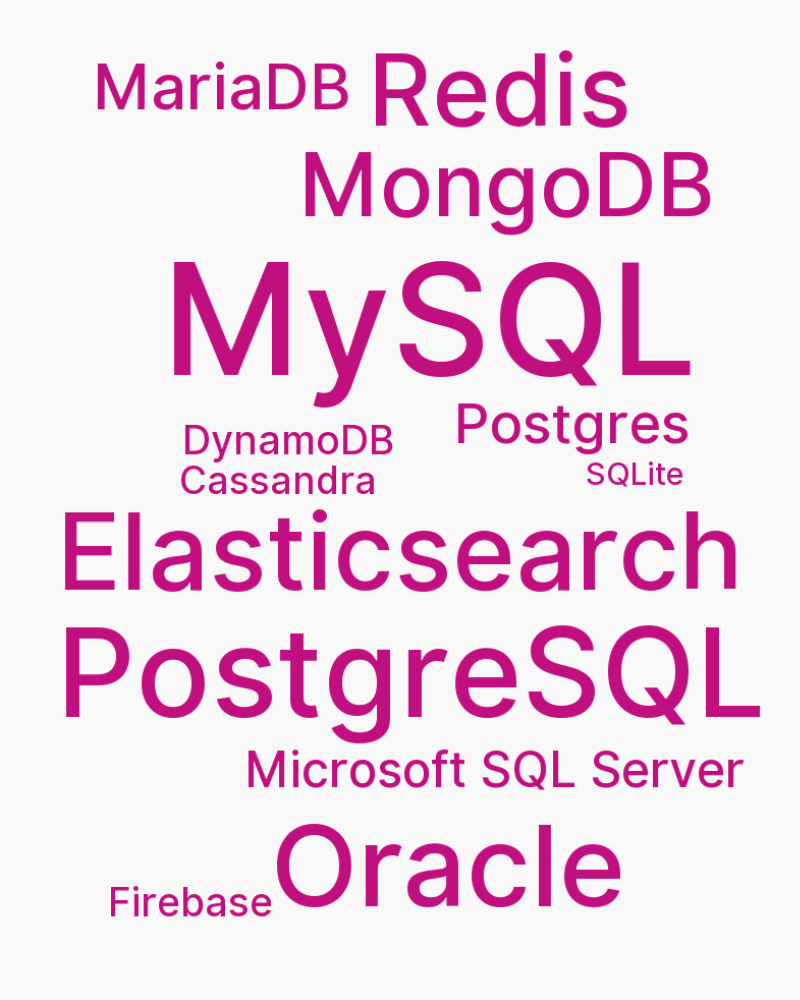 MariaDB
Redis
MongoDB
MySQL
Postgres
DynamoDB
SQLite
Cassandra
Elasticsearch
PostgreSQL
Microsoft SQL Server
Oracle
Firebase